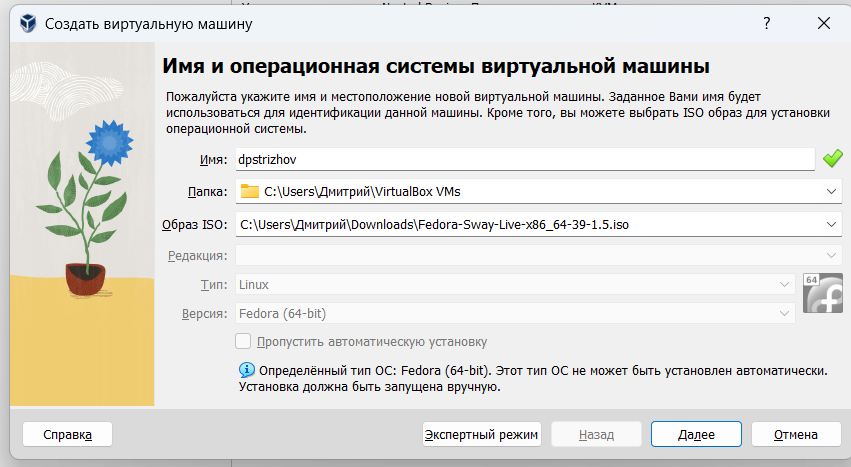 Создать виртуальную машину
?
Имя и операционная системы виртуальной машины
Пожалуйста укажите имя и местоположение новой виртуальной машины. Заданное Вами имя будет
использоваться для идентификации данной машины. Кроме того, вы можете выбрать ISO образ для установки
операционной системы.
Имя: dpstrizhov
Папка: C:\Users\Дмитрий\VirtualBox VMs
Образ ISO: C:\Users\Дмитрий\Downloads\Fedora-Sway-Live-x86_64-39-1.5.iso
Редакция:
Тип: Linux
64
Версия: Fedora (64-bit)
Пропустить автоматическую установку
Определённый тип ОС: Fedora (64-bit). Этот тип ОС не может быть установлен автоматически.
Установка должна быть запущена вручную.
Справка Экспертный режим Назад Далее Отмена